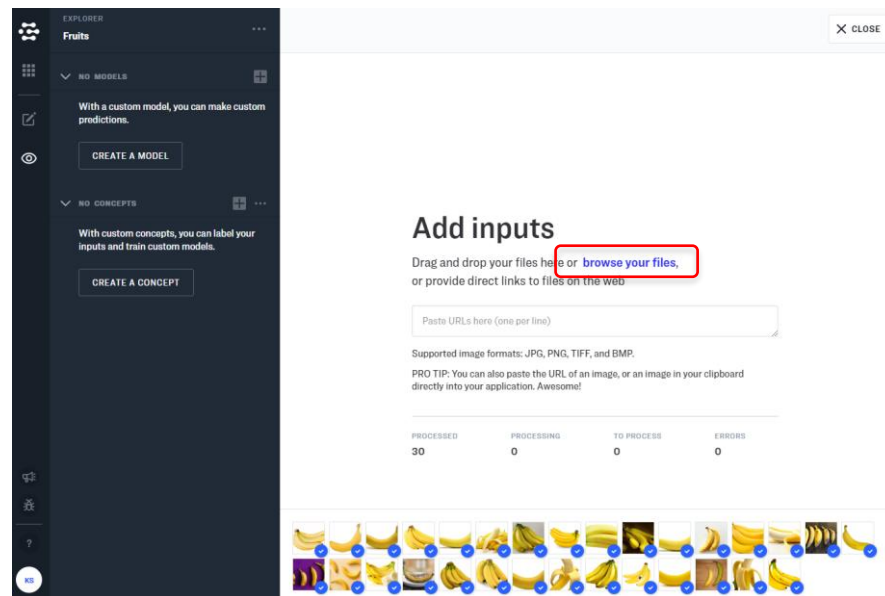 EXPLORER
Fruits
CLOSE
NO MODELS
With a custom model, you can make custom
predictions.
CREATE A MODEL
NO CONCEPTS
With custom concepts, you can label your
inputs and train custom models.
CREATE A CONCEPT
Add inputs
Drag and drop your files here or browse your files,
or provide direct links to files on the web
Paste URLs here (one per line)
Supported image formats: JPG, PNG, TIFF, and BMP.
PRO TIP: You can also paste the URL of an image, or an image in your clipboard
directly into your application. Awesome!
PROCESSED PROCESSING TO PROCESS ERRORS
30 0 0 0
?
KS